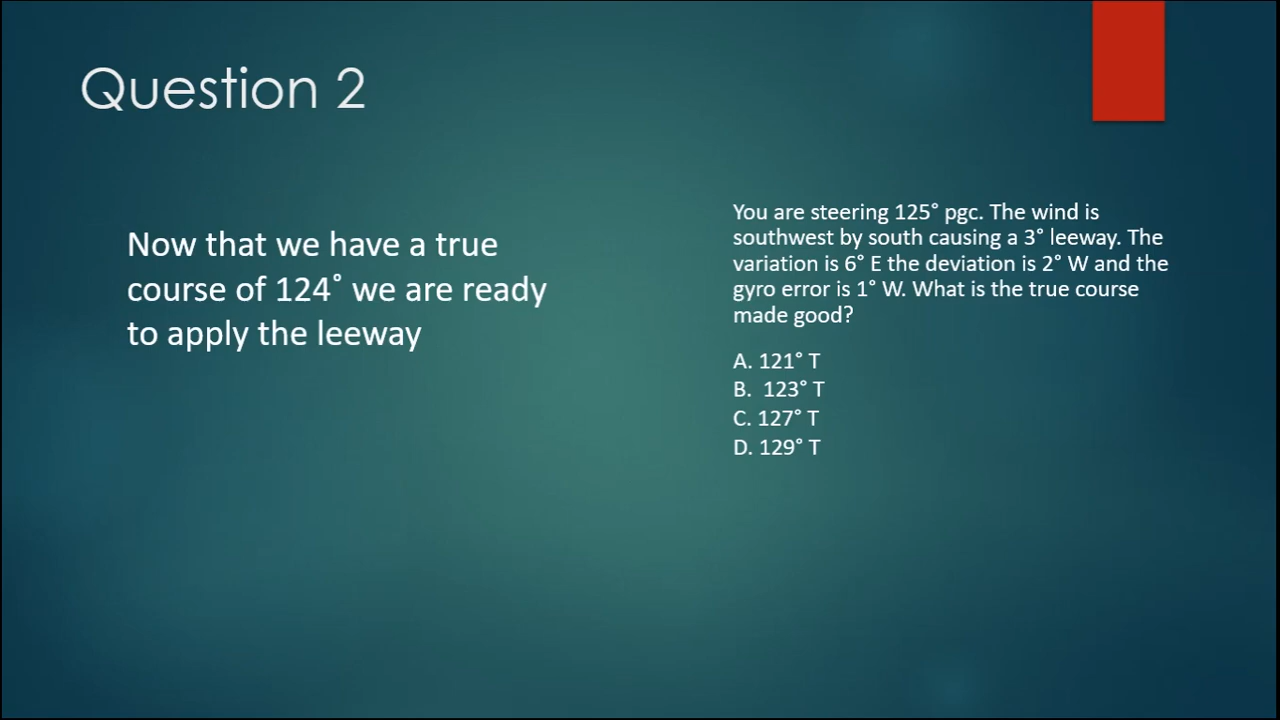 Question 2
Now that we have a true
course of 124˚ we are ready
to apply the leeway
You are steering 125° pgc. The wind is
southwest by south causing a 3° leeway. The
variation is 6° E the deviation is 2° W and the
gyro error is 1° W. What is the true course
made good?
A. 121° T
B. 123° T
C. 127° T
D. 129° T